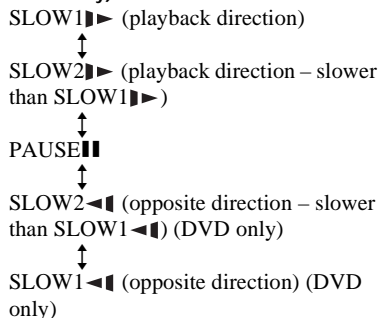 SLOW1 (playback direction)
SLOW2 (playback direction – slower
than SLOW1)
PAUSE
SLOW2 (opposite direction – slower
than SLOW1) (DVD only)
SLOW1 (opposite direction) (DVD
only)